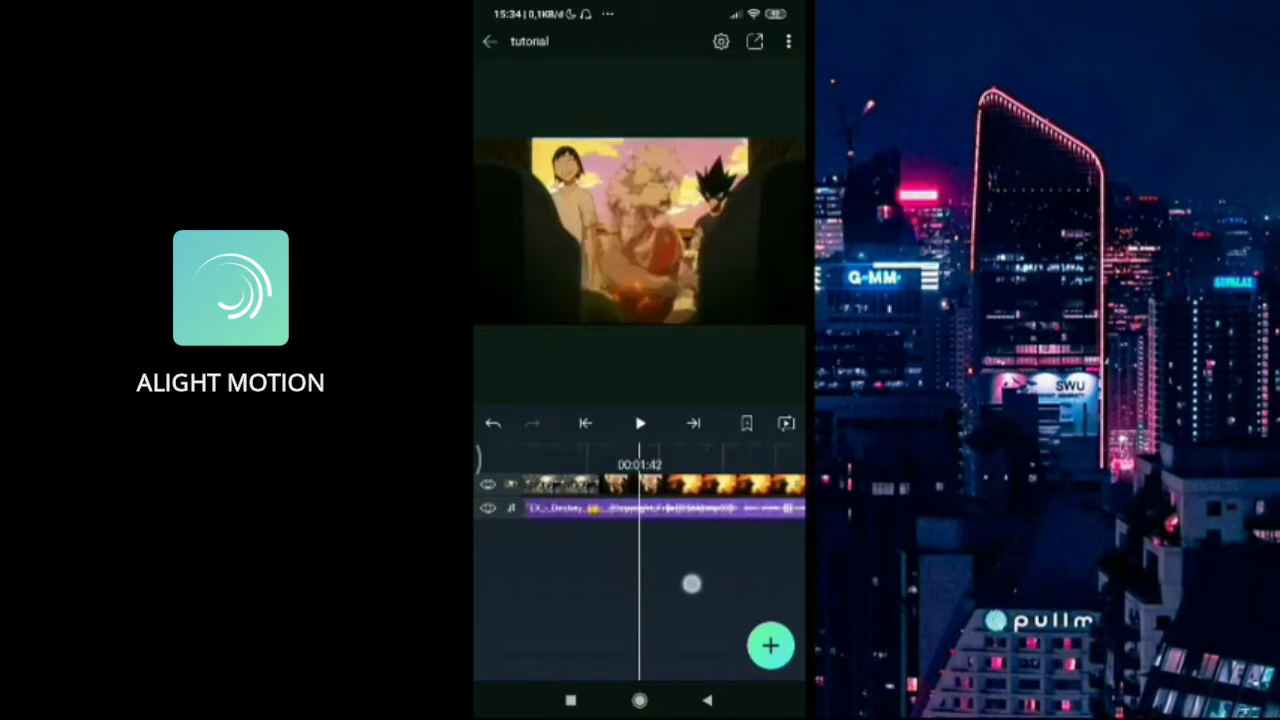 15:34 | 0,1KB/d
tutorial
ALIGHT MOTION
00:01:42
G-MM
SWU
pullm